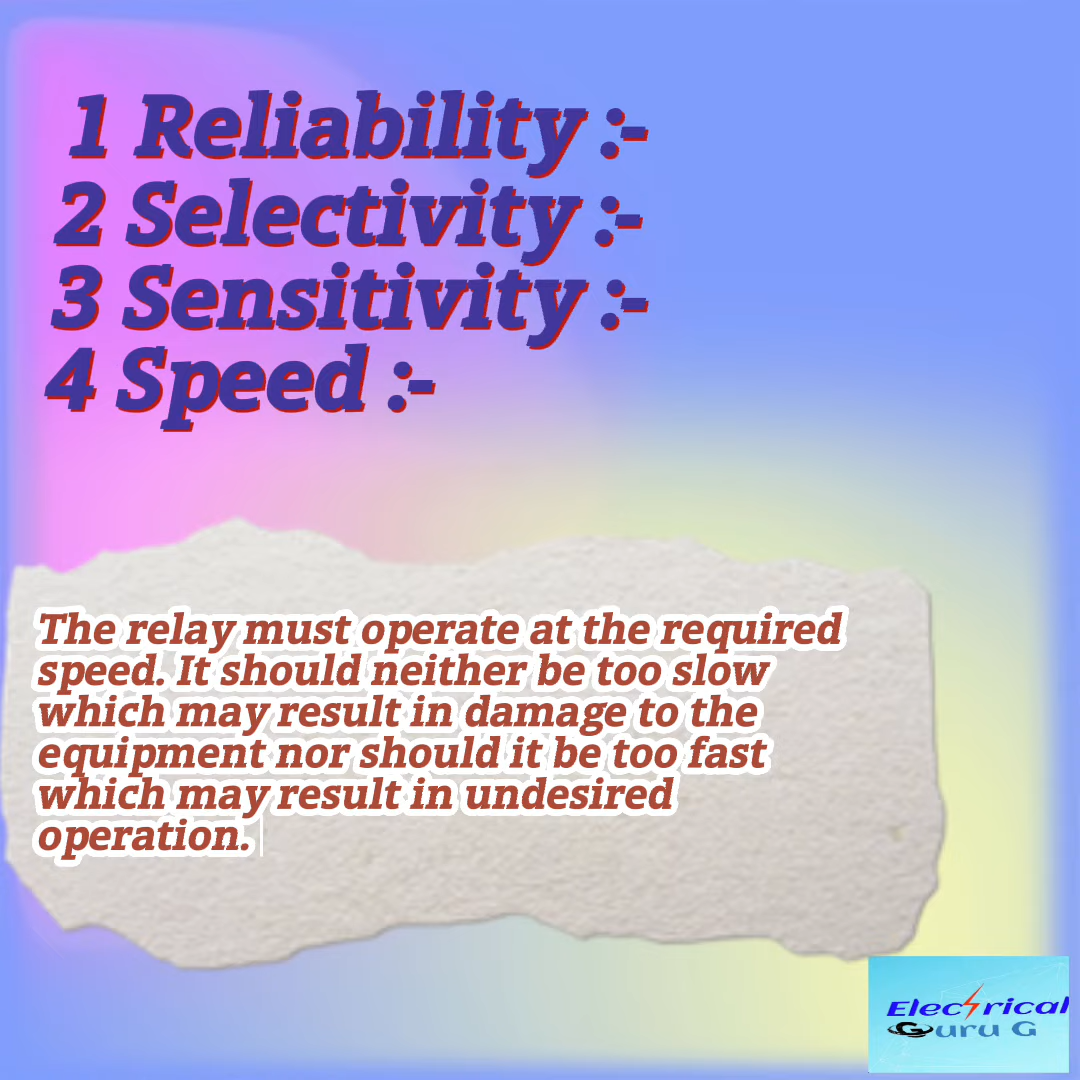 1 Reliability :-
2 Selectivity :-
3 Sensitivity :-
4 Speed :-
The relay must operate at the required
speed. It should neither be too slow
which may result in damage to the
equipment nor should it be too fast
which may result in undesired
operation.
Electrical
Guru G